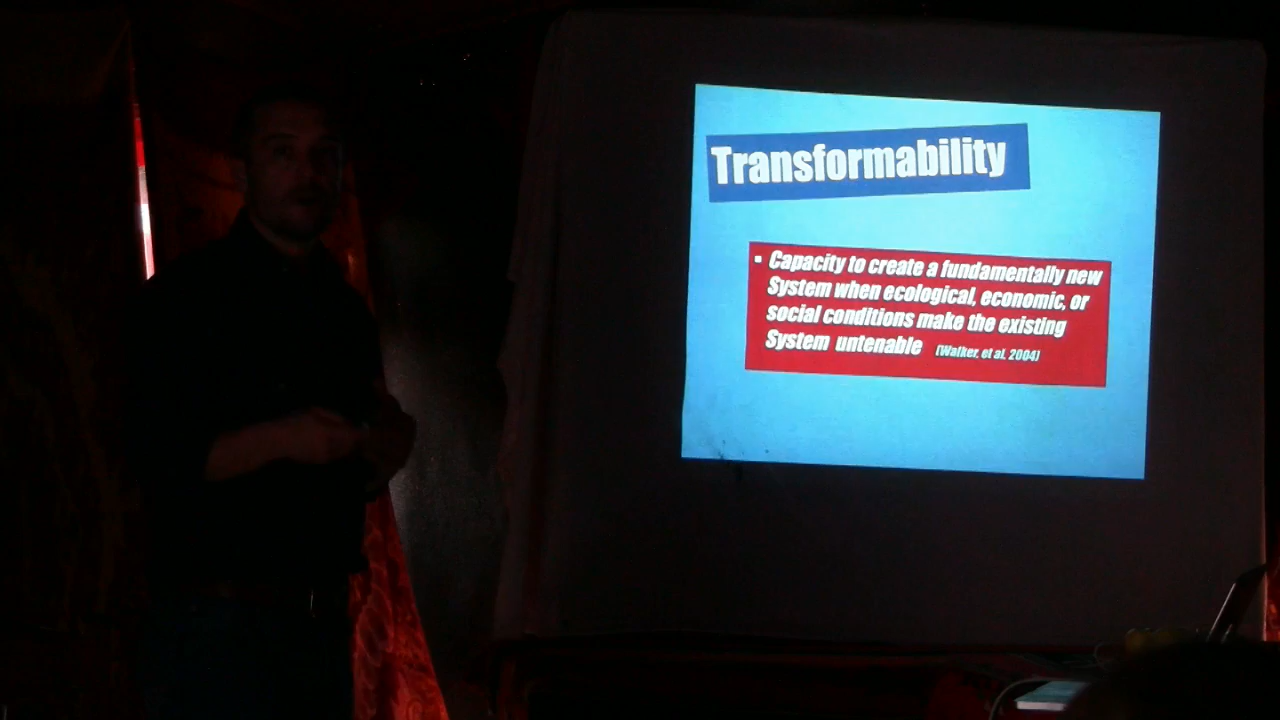 Transformability
▪ Capacity to create a fundamentally new
System when ecological, economic, or
social conditions make the existing
System untenable (Walker, et al, 2004)